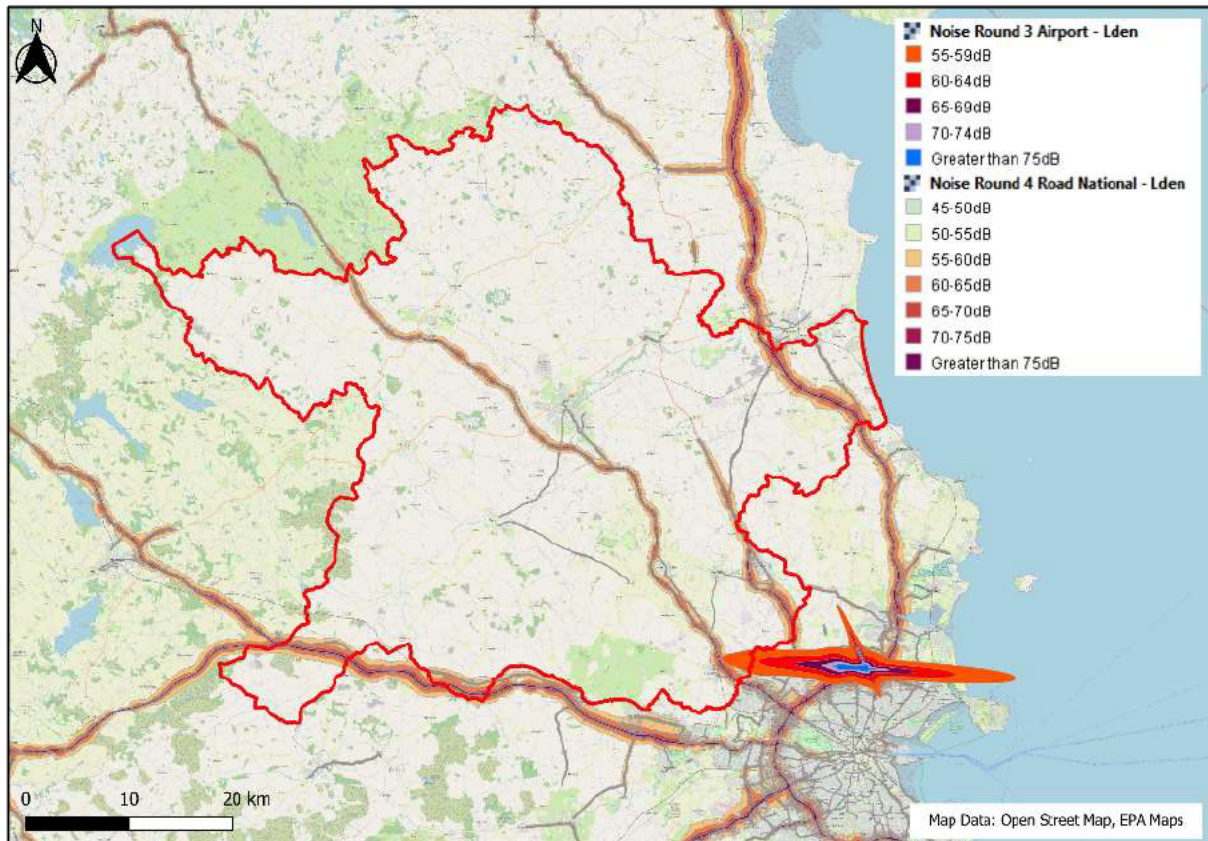 N
Noise Round 3 Airport - Lden
55-59dB
60-64dB
65-69dB
70-74dB
Greater than 75dB
Noise Round 4 Road National - Lden
45-50dB
50-55dB
55-60dB
60-65dB
65-70dB
70-75dB
Greater than 75dB
0 10 20 km
Map Data: Open Street Map, EPA Maps